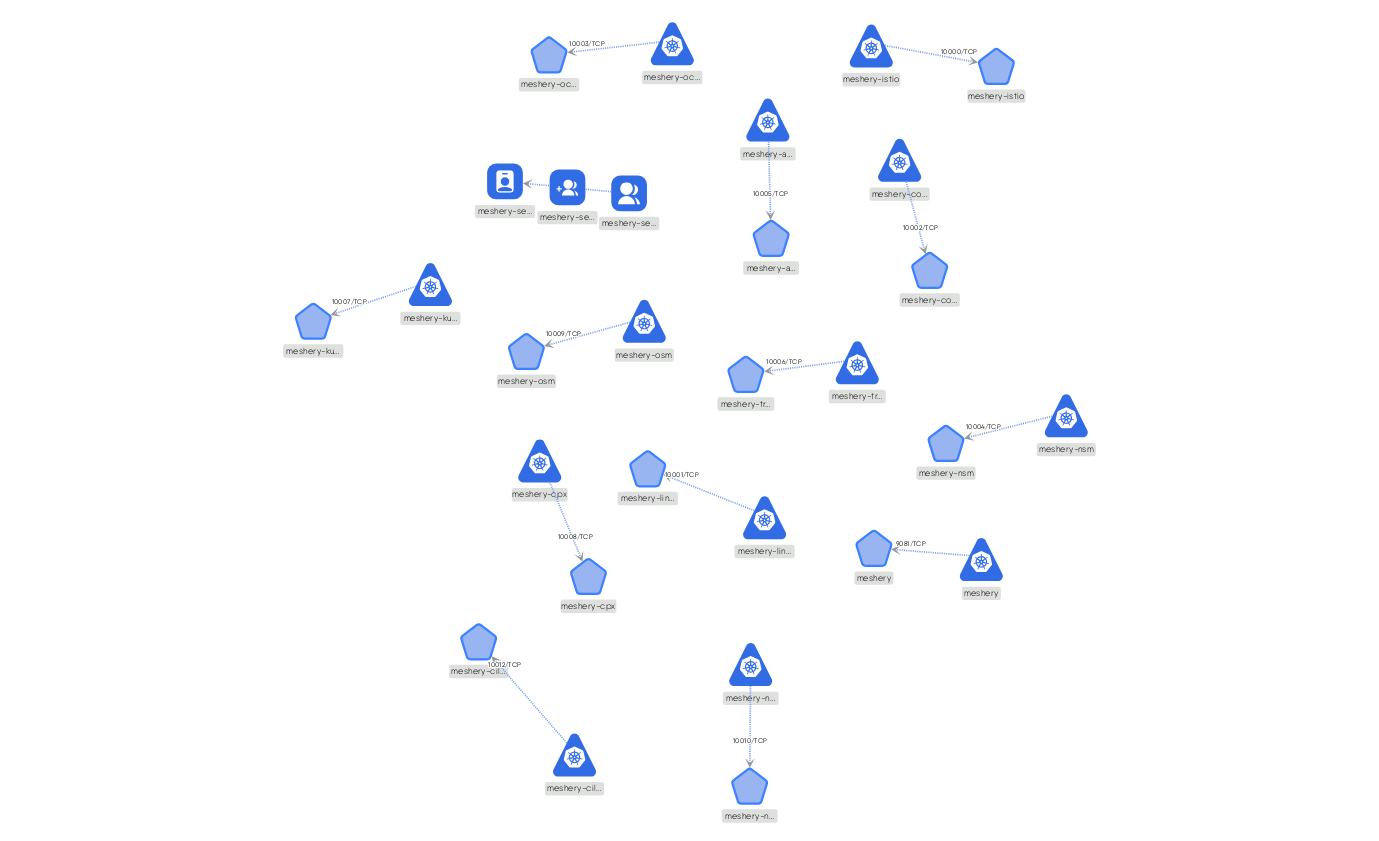 10003/TCP
meshery-oc...
meshery-oc...
10000/TCP
meshery-istio
meshery-istio
meshery-a...
10005/TCP
meshery-a...
meshery-co...
10002/TCP
meshery-co...
meshery-se...
meshery-se...
meshery-se...
10007/TCP
meshery-ku...
meshery-ku...
10009/TCP
meshery-osm
meshery-osm
10006/TCP
meshery-tr...
meshery-tr...
10004/TCP
meshery-nsm
meshery-nsm
meshery-cpx
10008/TCP
meshery-cpx
10001/TCP
meshery-lin...
meshery-lin...
9081/TCP
meshery
meshery
10012/TCP
meshery-cil...
meshery-cil...
meshery-n...
10010/TCP
meshery-n...